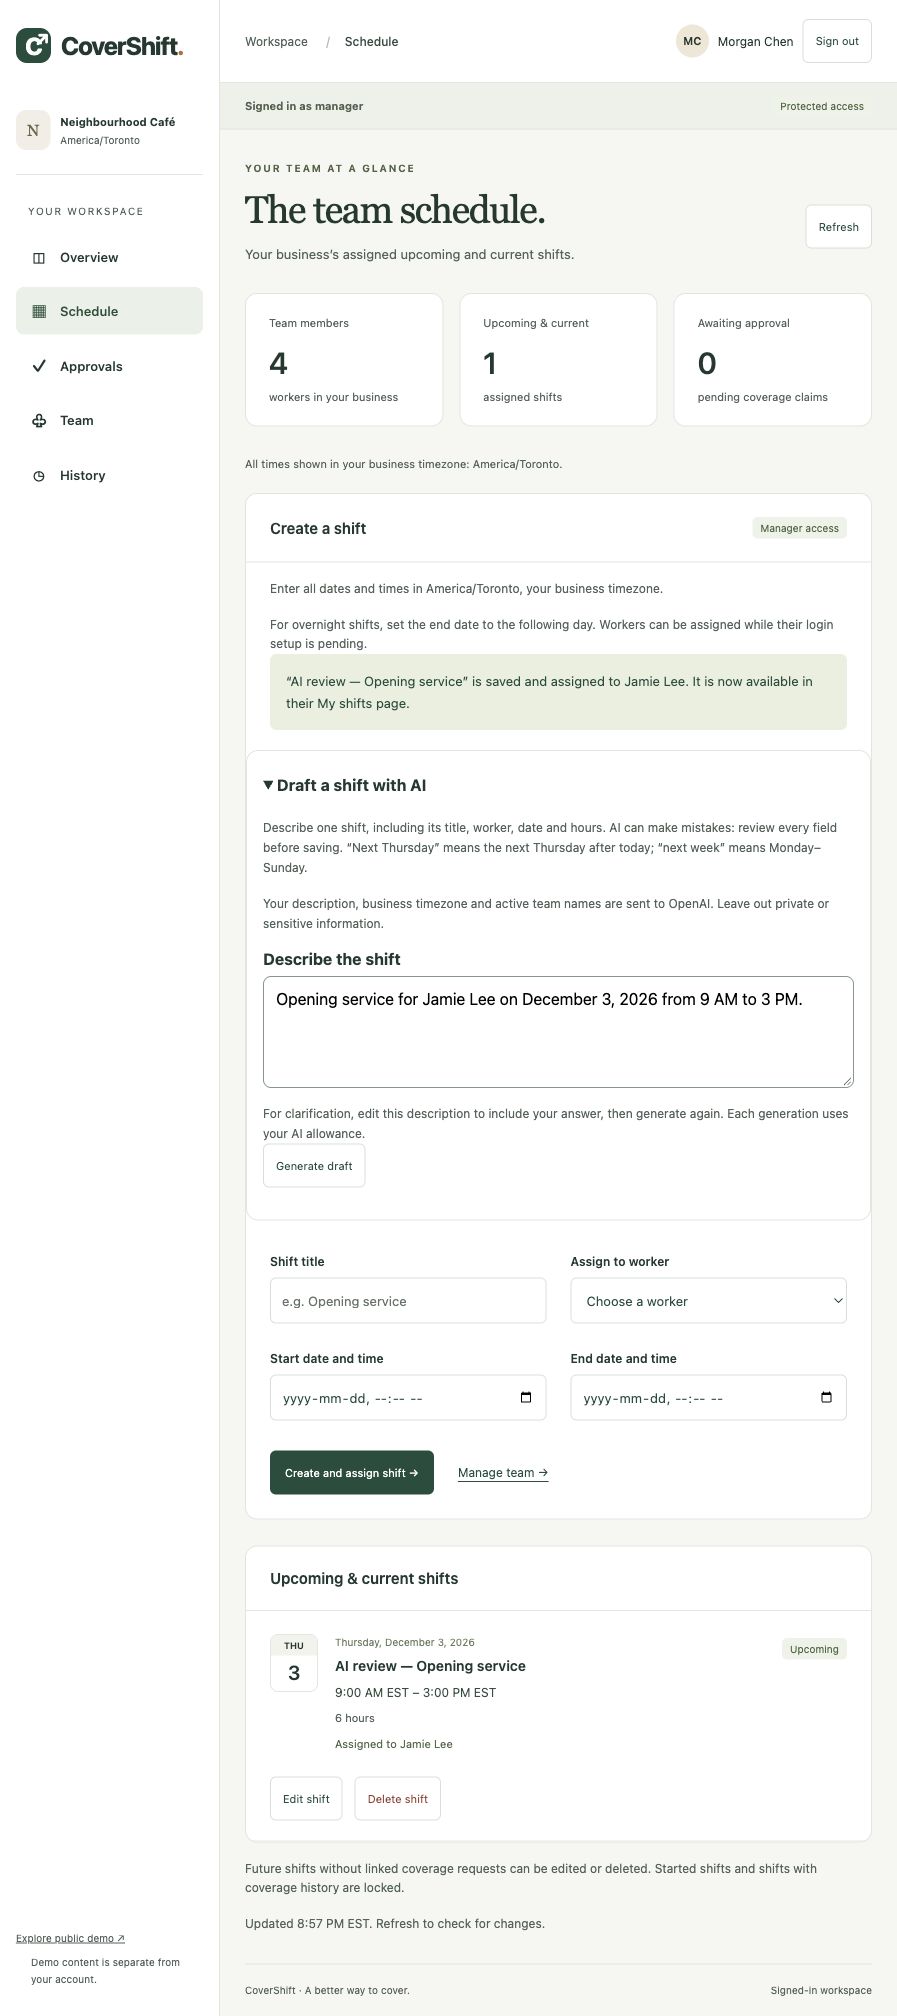 CoverShift.
Workspace / Schedule
MC Morgan Chen Sign out
Signed in as manager
Protected access
N
Neighbourhood Café
America/Toronto
YOUR WORKSPACE
Overview
Schedule
Approvals
Team
History
YOUR TEAM AT A GLANCE
The team schedule.
Your business's assigned upcoming and current shifts.
Refresh
Team members
4
workers in your business
Upcoming & current
1
assigned shifts
Awaiting approval
0
pending coverage claims
All times shown in your business timezone: America/Toronto.
Create a shift
Manager access
Enter all dates and times in America/Toronto, your business timezone.
For overnight shifts, set the end date to the following day. Workers can be assigned while their login
setup is pending.
“AI review — Opening service” is saved and assigned to Jamie Lee. It is now available in
their My shifts page.
Draft a shift with AI
Describe one shift, including its title, worker, date and hours. AI can make mistakes: review every field
before saving. “Next Thursday” means the next Thursday after today; “next week” means Monday–
Sunday.
Your description, business timezone and active team names are sent to OpenAI. Leave out private or
sensitive information.
Describe the shift
Opening service for Jamie Lee on December 3, 2026 from 9 AM to 3 PM.
For clarification, edit this description to include your answer, then generate again. Each generation uses
your AI allowance.
Generate draft
Shift title
e.g. Opening service
Assign to worker
Choose a worker
Start date and time
yyyy-mm-dd, --:-- --
End date and time
yyyy-mm-dd, --:-- --
Create and assign shift →
Manage team →
Upcoming & current shifts
THU
3
Thursday, December 3, 2026
AI review — Opening service
9:00 AM EST – 3:00 PM EST
6 hours
Assigned to Jamie Lee
Upcoming
Edit shift
Delete shift
Future shifts without linked coverage requests can be edited or deleted. Started shifts and shifts with
coverage history are locked.
Updated 8:57 PM EST. Refresh to check for changes.
Explore public demo ↗
Demo content is separate from
your account.
CoverShift · A better way to cover.
Signed-in workspace